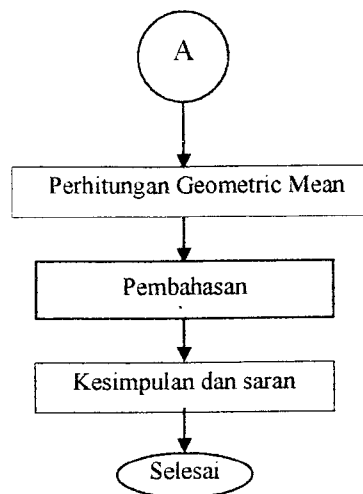 A
Perhitungan Geometric Mean
Pembahasan
Kesimpulan dan saran
Selesai